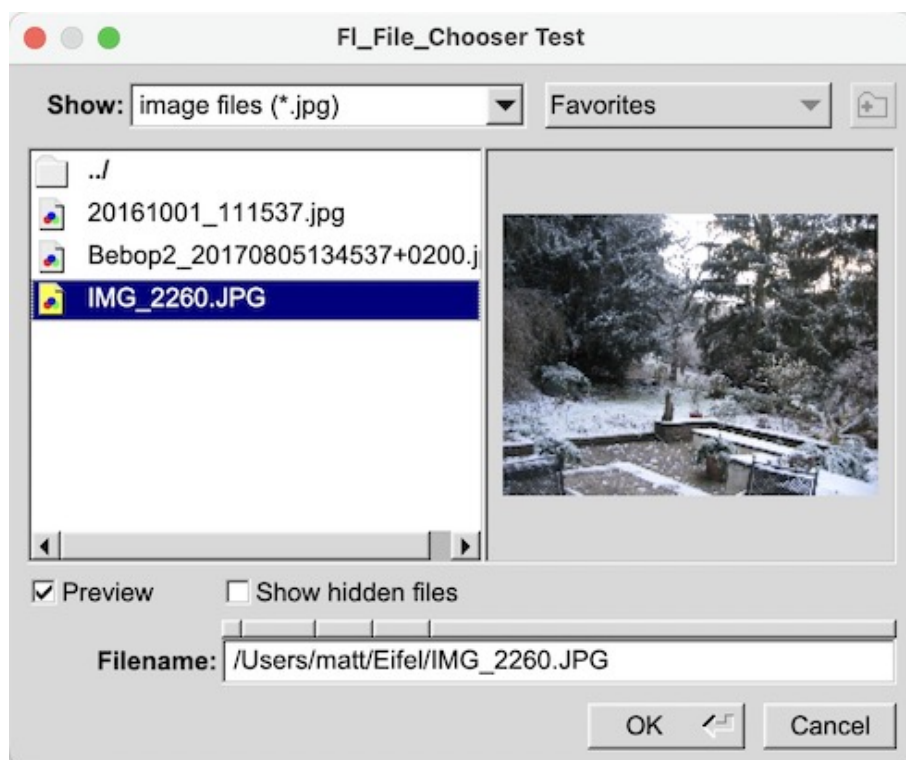 Fl_File_Chooser Test
Show: image files (*.jpg) Favorites
../
20161001_111537.jpg
Bebop2_20170805134537+0200.j
IMG_2260.JPG
Preview Show hidden files
Filename: /Users/matt/Eifel/IMG_2260.JPG
OK Cancel